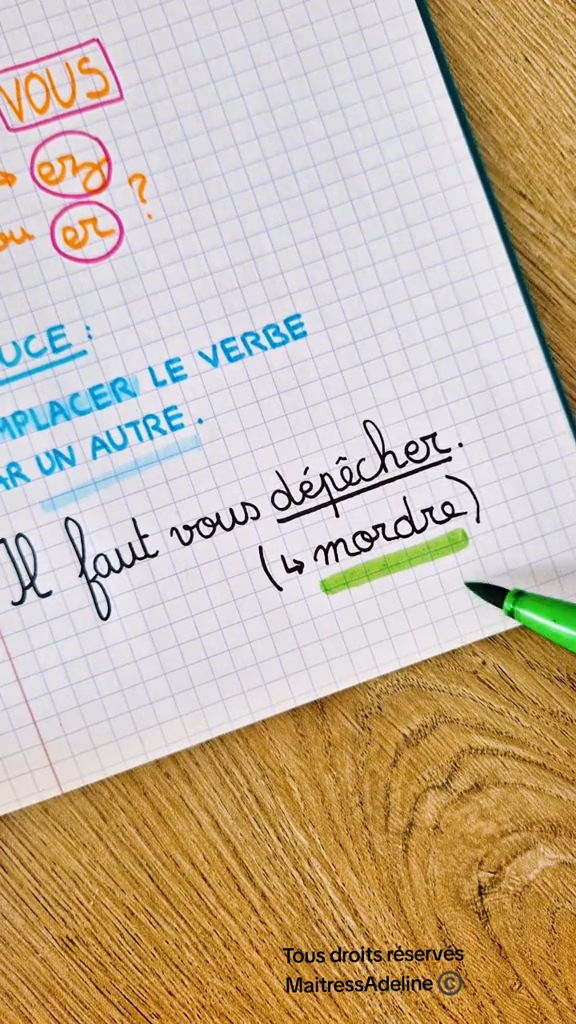 VOUS
→ ez
ou er ?
UCE :
MPLACER LE VERBE
AR UN AUTRE.
Il faut vous dépêcher.
(↳ mordre)
Tous droits réservés
MaitressAdeline ©